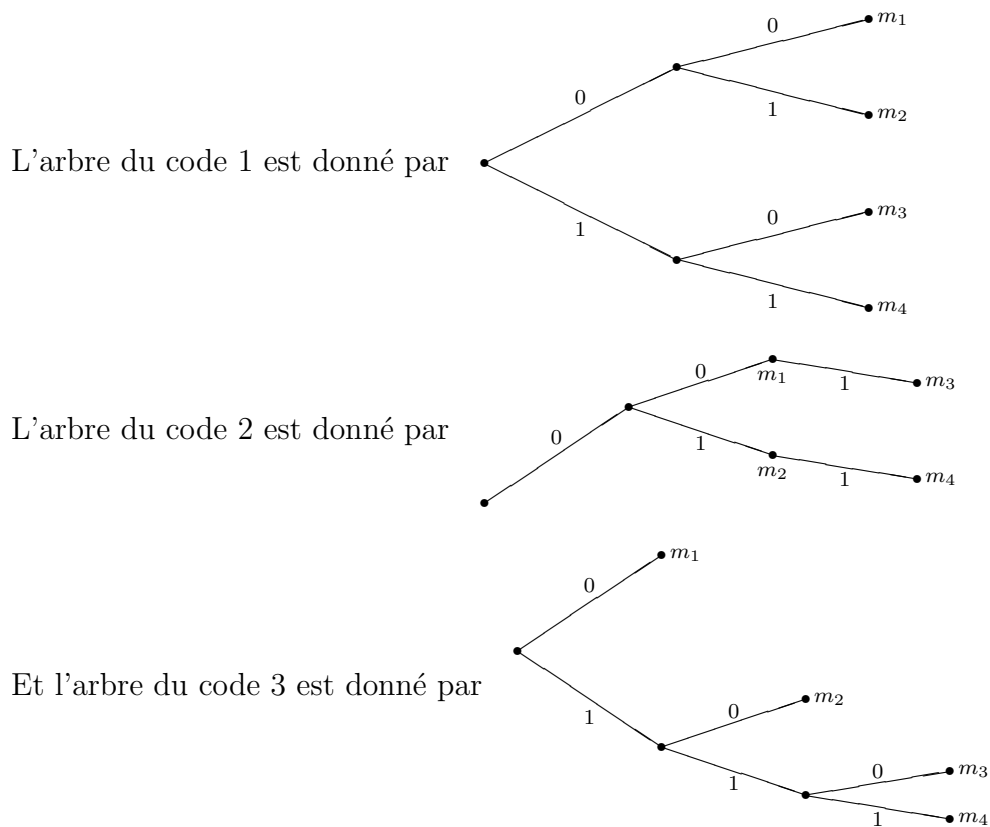 0
m₁
0
1
m₂
L'arbre du code 1 est donné par
1
0
m₃
1
m₄
L'arbre du code 2 est donné par
0
0
m₁
1
m₃
1
m₂
1
m₄
Et l'arbre du code 3 est donné par
0
m₁
1
0
m₂
1
0
m₃
1
m₄